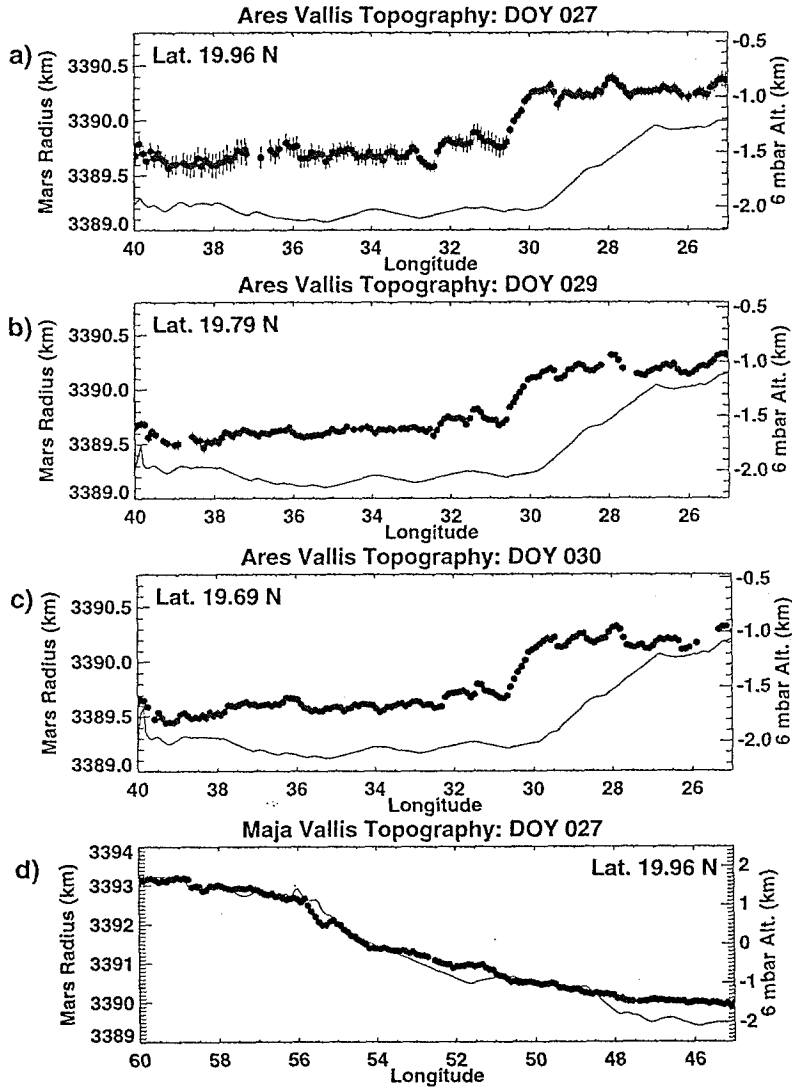 Ares Vallis Topography: DOY 027
a)
Lat. 19.96 N
Mars Radius (km)
3390.5
3390.0
3389.5
3389.0
-0.5
-1.0
-1.5
-2.0
6 mbar Alt. (km)
40 38 36 34 32 30 28 26
Longitude
Ares Vallis Topography: DOY 029
b)
Lat. 19.79 N
Mars Radius (km)
3390.5
3390.0
3389.5
3389.0
-0.5
-1.0
-1.5
-2.0
6 mbar Alt. (km)
40 38 36 34 32 30 28 26
Longitude
Ares Vallis Topography: DOY 030
c)
Lat. 19.69 N
Mars Radius (km)
3390.5
3390.0
3389.5
3389.0
-0.5
-1.0
-1.5
-2.0
6 mbar Alt. (km)
40 38 36 34 32 30 28 26
Longitude
Maja Vallis Topography: DOY 027
d)
Lat. 19.96 N
Mars Radius (km)
3394
3393
3392
3391
3390
3389
2
1
0
-1
-2
6 mbar Alt. (km)
60 58 56 54 52 50 48 46
Longitude